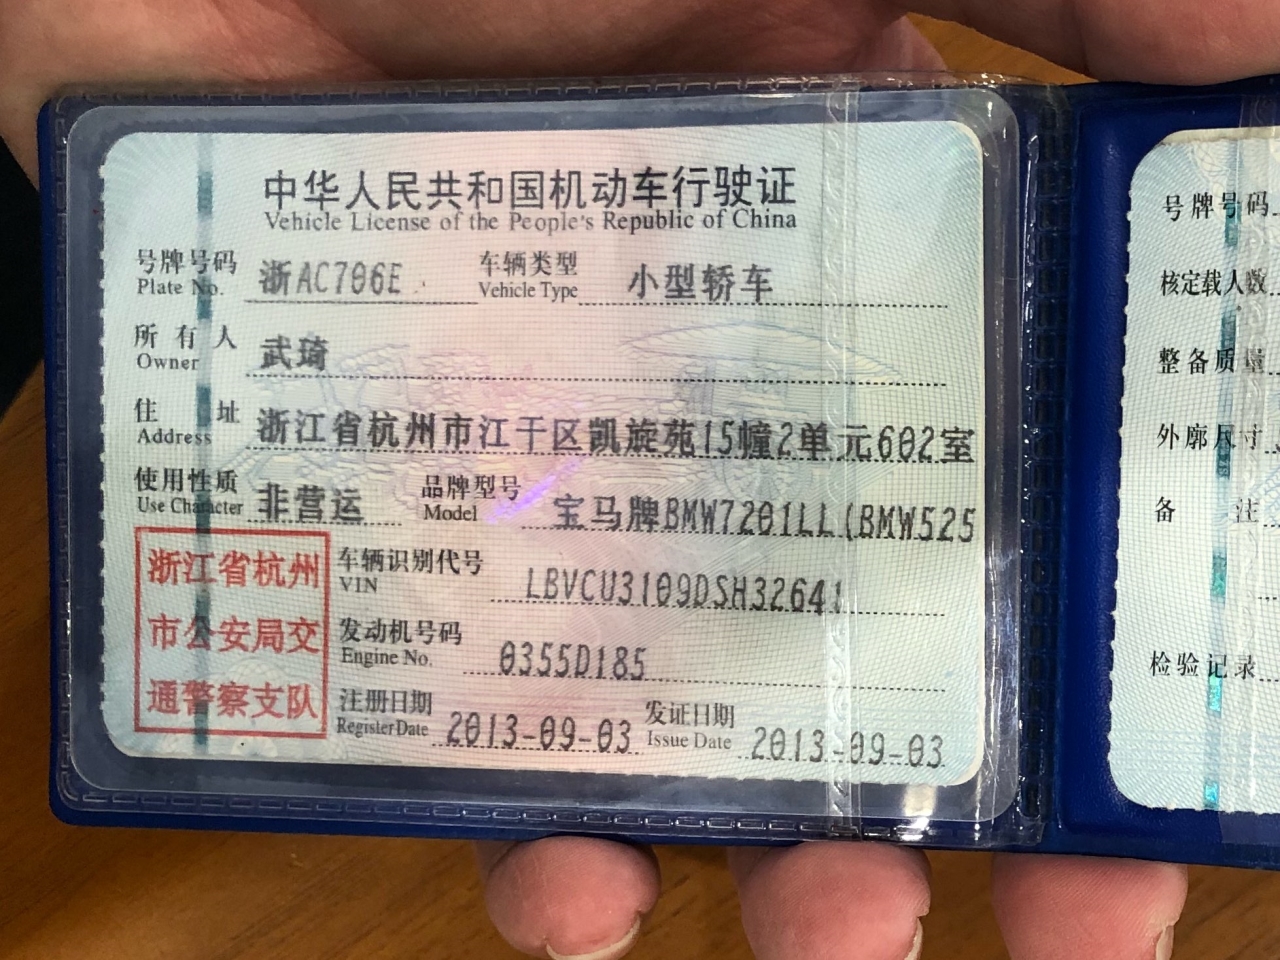 中华人民共和国机动车行驶证
Vehicle License of the People's Republic of China
号牌号码 浙AC706E 车辆类型 小型轿车
Plate No. Vehicle Type
所有人 武琦
Owner
住址 浙江省杭州市江干区凯旋苑15幢2单元602室
Address
使用性质 非营运 品牌型号 宝马牌BMW7201LL(BMW525
Use Character Model
车辆识别代号 LBVCU3109DSH32641
VIN
发动机号码 0355D185
Engine No.
注册日期 2013-09-03 发证日期 2013-09-03
Register Date Issue Date
浙江省杭州
市公安局交
通警察支队
号牌号码
核定载人数
整备质量
外廓尺寸
备注
检验记录